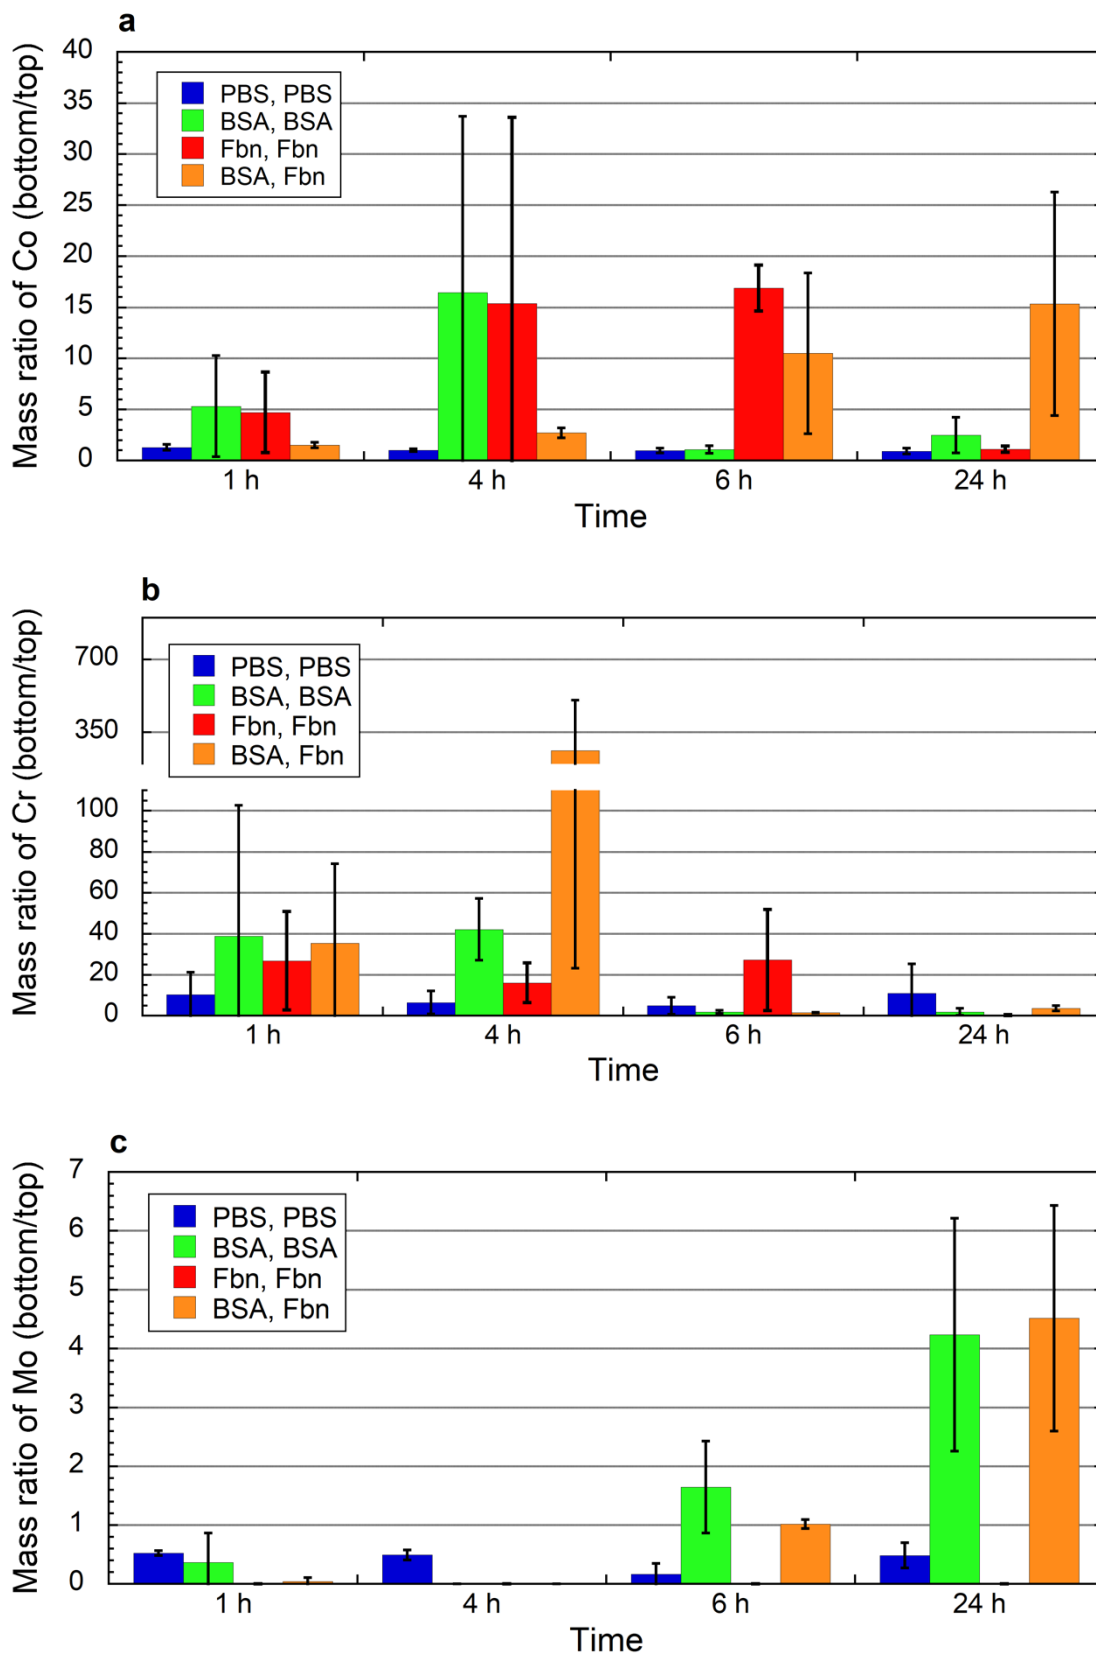 a
Mass ratio of Co (bottom/top)
40
35
30
25
20
15
10
5
0
PBS, PBS
BSA, BSA
Fbn, Fbn
BSA, Fbn
1 h 4 h 6 h 24 h
Time
b
Mass ratio of Cr (bottom/top)
700
350
100
80
60
40
20
0
PBS, PBS
BSA, BSA
Fbn, Fbn
BSA, Fbn
1 h 4 h 6 h 24 h
Time
c
Mass ratio of Mo (bottom/top)
7
6
5
4
3
2
1
0
PBS, PBS
BSA, BSA
Fbn, Fbn
BSA, Fbn
1 h 4 h 6 h 24 h
Time